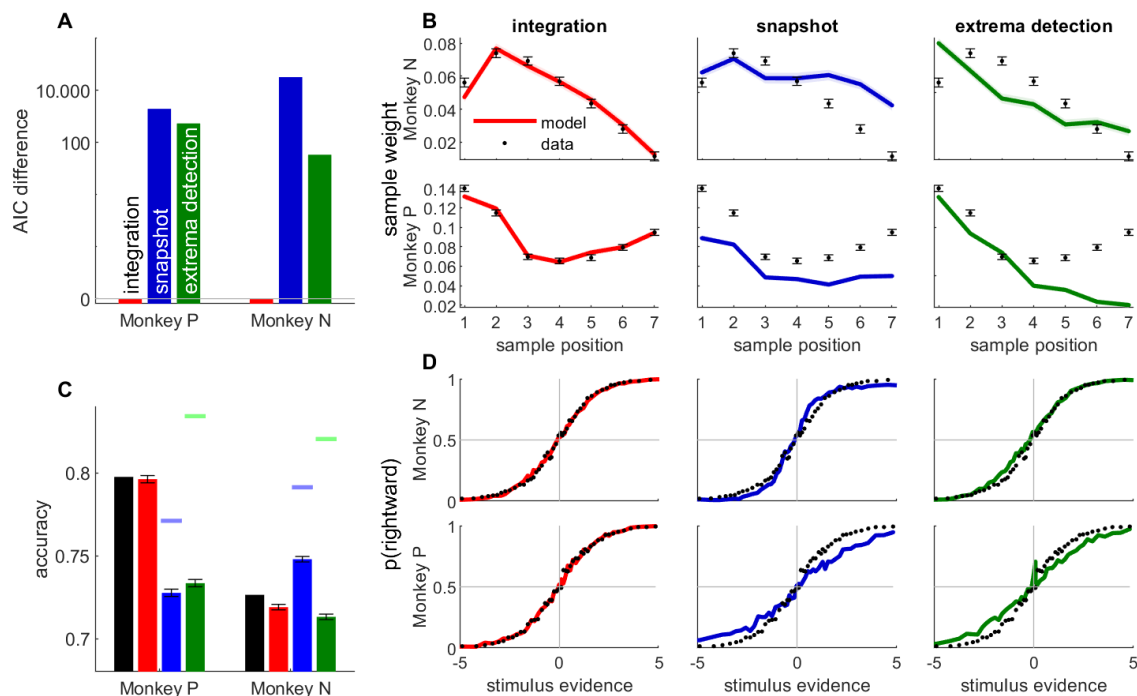 A
AIC difference
10.000
100
0
integration
snapshot
extrema detection
Monkey P
Monkey N
B
integration
snapshot
extrema detection
sample weight
Monkey N
0.08
0.06
0.04
0.02
model
data
Monkey P
0.14
0.12
0.10
0.08
0.06
0.04
0.02
1 2 3 4 5 6 7
1 2 3 4 5 6 7
1 2 3 4 5 6 7
sample position
sample position
sample position
C
accuracy
0.8
0.75
0.7
Monkey P
Monkey N
D
p(rightward)
Monkey N
1
0.5
0
Monkey P
1
0.5
0
-5 0 5
-5 0 5
-5 0 5
stimulus evidence
stimulus evidence
stimulus evidence